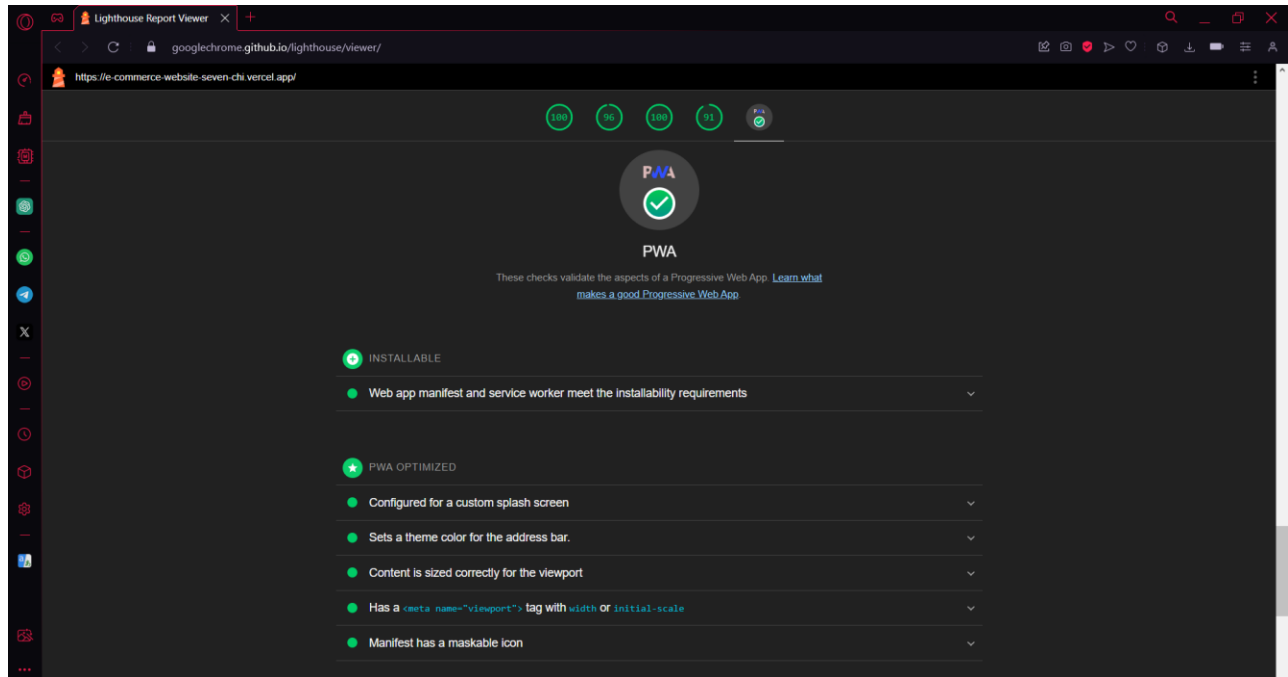 Lighthouse Report Viewer
googlechrome.github.io/lighthouse/viewer/
https://e-commerce-website-seven-chi.vercel.app/
100 96 100 91 PWA
PWA
PWA
These checks validate the aspects of a Progressive Web App. Learn what
makes a good Progressive Web App.
INSTALLABLE
Web app manifest and service worker meet the installability requirements
PWA OPTIMIZED
Configured for a custom splash screen
Sets a theme color for the address bar.
Content is sized correctly for the viewport
Has a <meta name="viewport"> tag with width or initial-scale
Manifest has a maskable icon